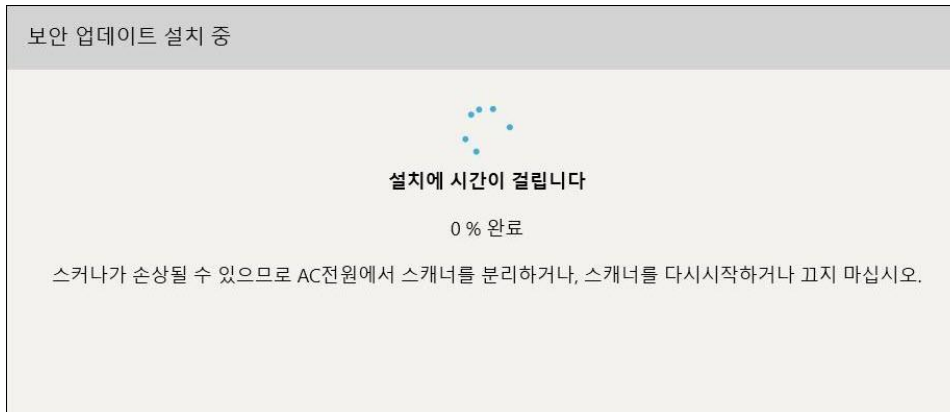 보안 업데이트 설치 중
설치에 시간이 걸립니다
0 % 완료
스커나가 손상될 수 있으므로 AC전원에서 스캐너를 분리하거나, 스캐너를 다시시작하거나 끄지 마십시오.